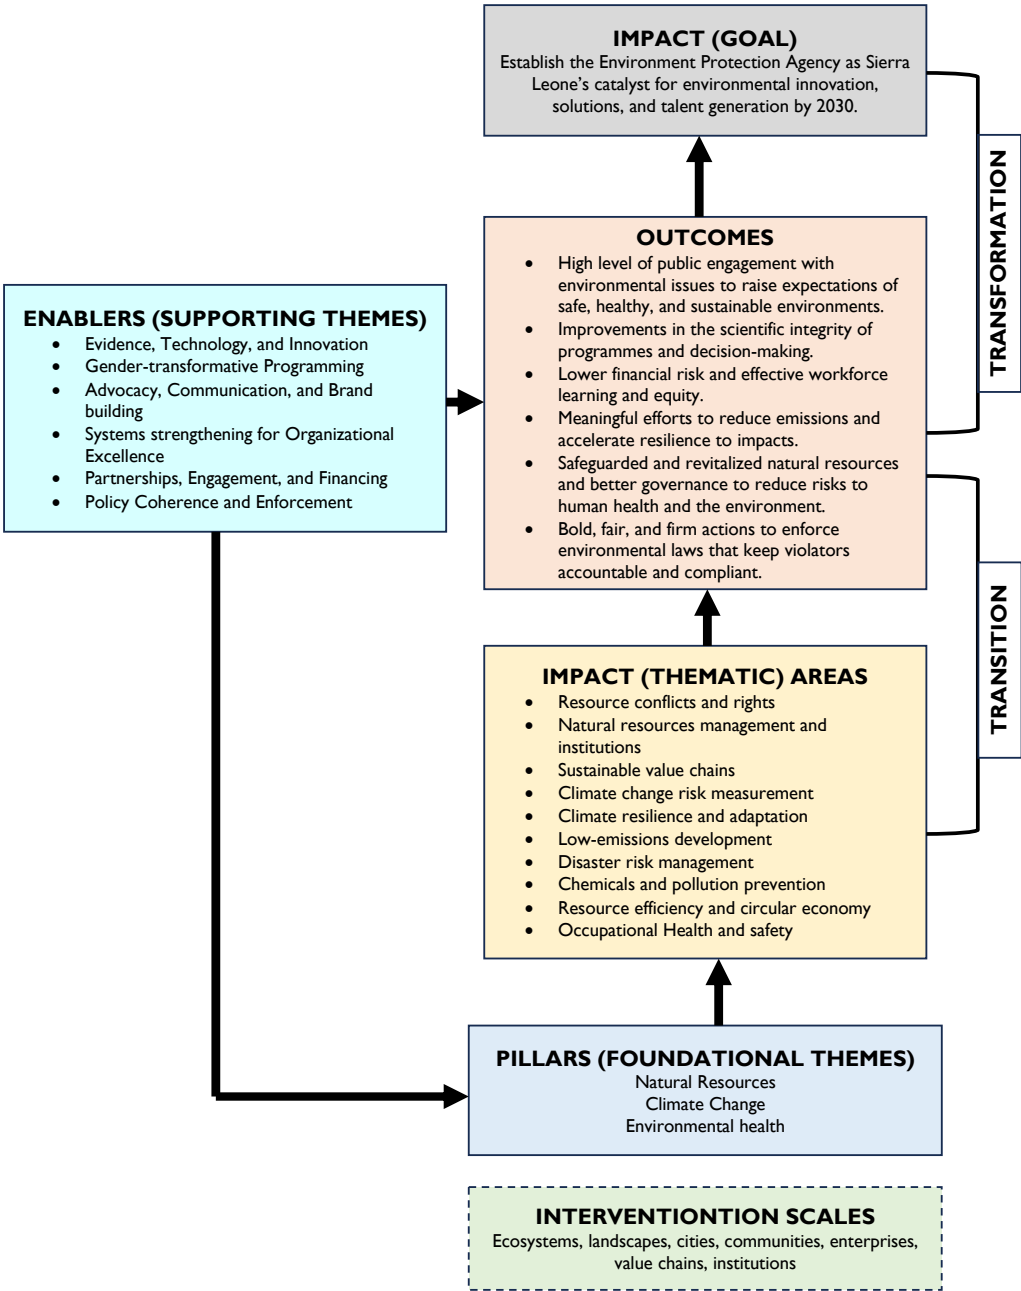 IMPACT (GOAL)
Establish the Environment Protection Agency as Sierra
Leone's catalyst for environmental innovation,
solutions, and talent generation by 2030.
TRANSFORMATION
OUTCOMES
• High level of public engagement with
environmental issues to raise expectations of
safe, healthy, and sustainable environments.
• Improvements in the scientific integrity of
programmes and decision-making.
• Lower financial risk and effective workforce
learning and equity.
• Meaningful efforts to reduce emissions and
accelerate resilience to impacts.
• Safeguarded and revitalized natural resources
and better governance to reduce risks to
human health and the environment.
• Bold, fair, and firm actions to enforce
environmental laws that keep violators
accountable and compliant.
ENABLERS (SUPPORTING THEMES)
• Evidence, Technology, and Innovation
• Gender-transformative Programming
• Advocacy, Communication, and Brand
building
• Systems strengthening for Organizational
Excellence
• Partnerships, Engagement, and Financing
• Policy Coherence and Enforcement
TRANSITION
IMPACT (THEMATIC) AREAS
• Resource conflicts and rights
• Natural resources management and
institutions
• Sustainable value chains
• Climate change risk measurement
• Climate resilience and adaptation
• Low-emissions development
• Disaster risk management
• Chemicals and pollution prevention
• Resource efficiency and circular economy
• Occupational Health and safety
PILLARS (FOUNDATIONAL THEMES)
Natural Resources
Climate Change
Environmental health
INTERVENTIONTION SCALES
Ecosystems, landscapes, cities, communities, enterprises,
value chains, institutions